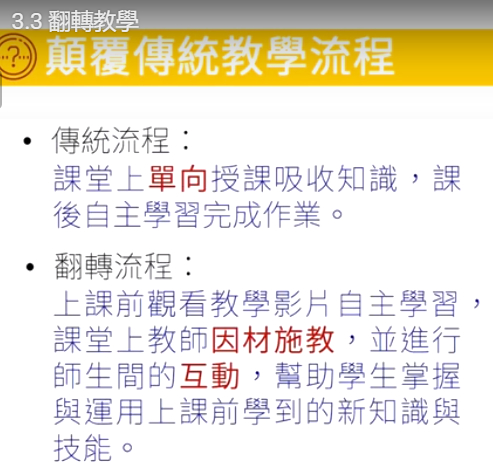 3.3 翻轉教學
顛覆傳統教學流程
• 傳統流程：
課堂上單向授課吸收知識，課
後自主學習完成作業。
• 翻轉流程：
上課前觀看教學影片自主學習，
課堂上教師因材施教，並進行
師生間的互動，幫助學生掌握
與運用上課前學到的新知識與
技能。